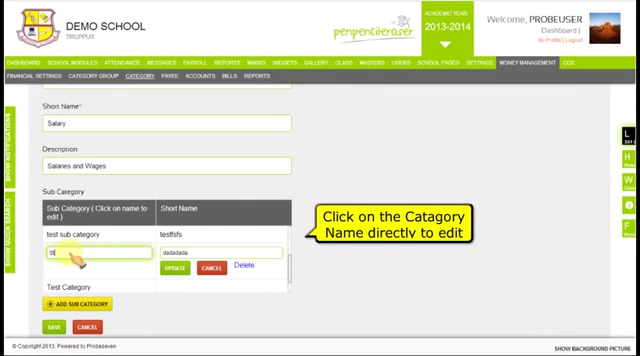 DEMO SCHOOL
TIRUPPUR
penpencileraser
ACADEMIC YEAR
2013-2014
Welcome, PROBEUSER
Dashboard |
My Profile | Logout
DASHBOARD SCHOOL MODULES ATTENDANCE MESSAGES PAYROLL REPORTS MARKS WIDGETS GALLERY CLASS MASTERS USERS SCHOOL PAGES SETTINGS MONEY MANAGEMENT CCE
FINANCIAL SETTINGS CATEGORY GROUP CATEGORY PAYEE ACCOUNTS BILLS REPORTS
SHOW NOTIFICATIONS
SHOW QUICK SEARCH
Short Name*
Salary
Description
Salaries and Wages
Sub Category
Sub Category ( Click on name to edit )
Short Name
test sub category testfsfs
dadadada
UPDATE CANCEL Delete
Test Category
ADD SUB CATEGORY
SAVE CANCEL
Click on the Catagory
Name directly to edit
L
H
W
F
© Copyright 2013. Powered by Probeseven
SHOW BACKGROUND PICTURE